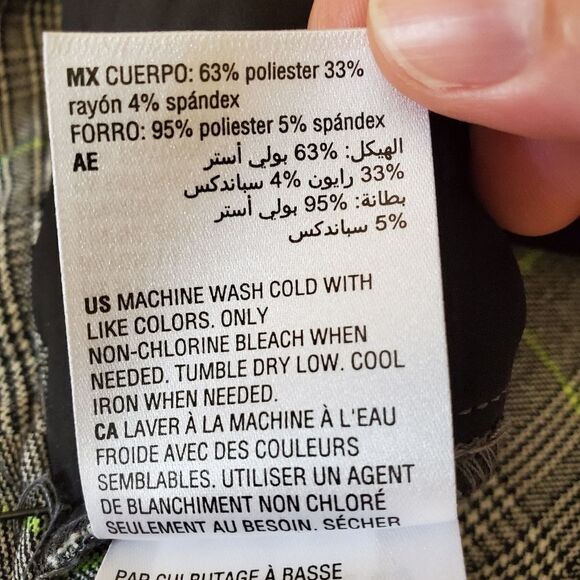 MX CUERPO: 63% poliester 33%
rayón 4% spándex
FORRO: 95% poliester 5% spándex
AE
الهيكل: 63% بولي أستر
33% رايون 4% سباندكس
بطانة: 95% بولي أستر
5% سباندكس
US MACHINE WASH COLD WITH
LIKE COLORS. ONLY
NON-CHLORINE BLEACH WHEN
NEEDED. TUMBLE DRY LOW. COOL
IRON WHEN NEEDED.
CA LAVER À LA MACHINE À L'EAU
FROIDE AVEC DES COULEURS
SEMBLABLES. UTILISER UN AGENT
DE BLANCHIMENT NON CHLORÉ
SEULEMENT AU BESOIN. SÉCHER
PAR CULBUTAGE À BASSE